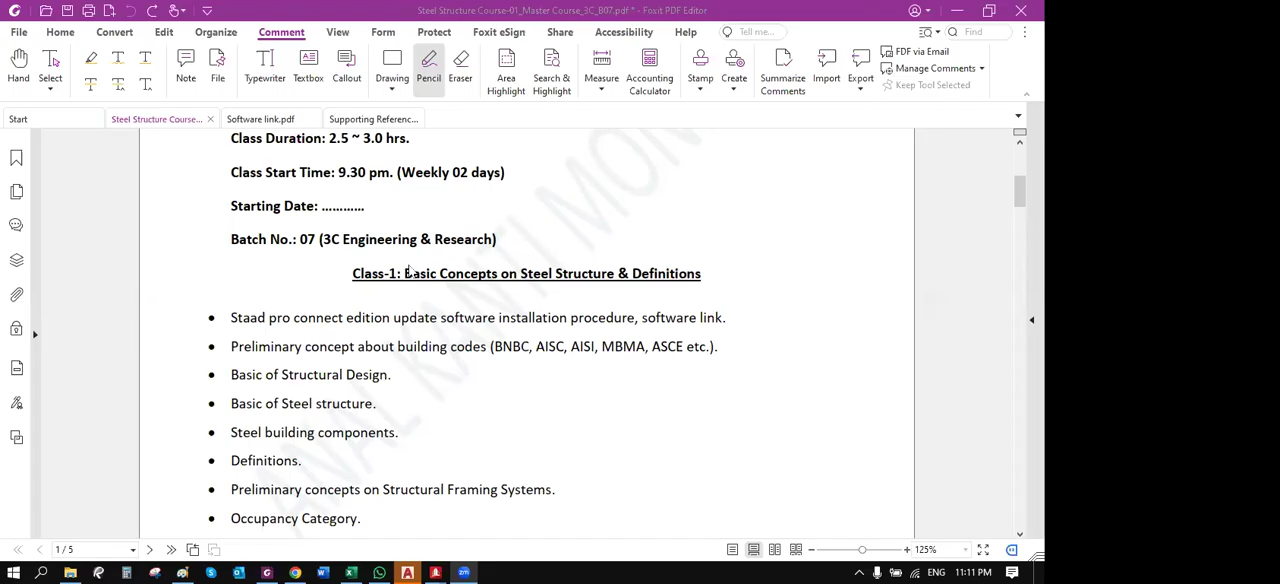 Steel Structure Course-01_Master Course_3C_B07.pdf * - Foxit PDF Editor
File Home Convert Edit Organize Comment View Form Protect Foxit eSign Share Accessibility Help Tell me... Find
Hand Select Note File Typewriter Textbox Callout Drawing Pencil Eraser Area Highlight Search & Highlight Measure Accounting Calculator Stamp Create Summarize Comments Import Export
FDF via Email
Manage Comments
Keep Tool Selected
Start Steel Structure Course... Software link.pdf Supporting Referenc...
Class Duration: 2.5 ~ 3.0 hrs.
Class Start Time: 9.30 pm. (Weekly 02 days)
Starting Date: ............
Batch No.: 07 (3C Engineering & Research)
Class-1: Basic Concepts on Steel Structure & Definitions
• Staad pro connect edition update software installation procedure, software link.
• Preliminary concept about building codes (BNBC, AISC, AISI, MBMA, ASCE etc.).
• Basic of Structural Design.
• Basic of Steel structure.
• Steel building components.
• Definitions.
• Preliminary concepts on Structural Framing Systems.
• Occupancy Category.
ANAL KANTI MON
1 / 5 125%
ENG 11:11 PM